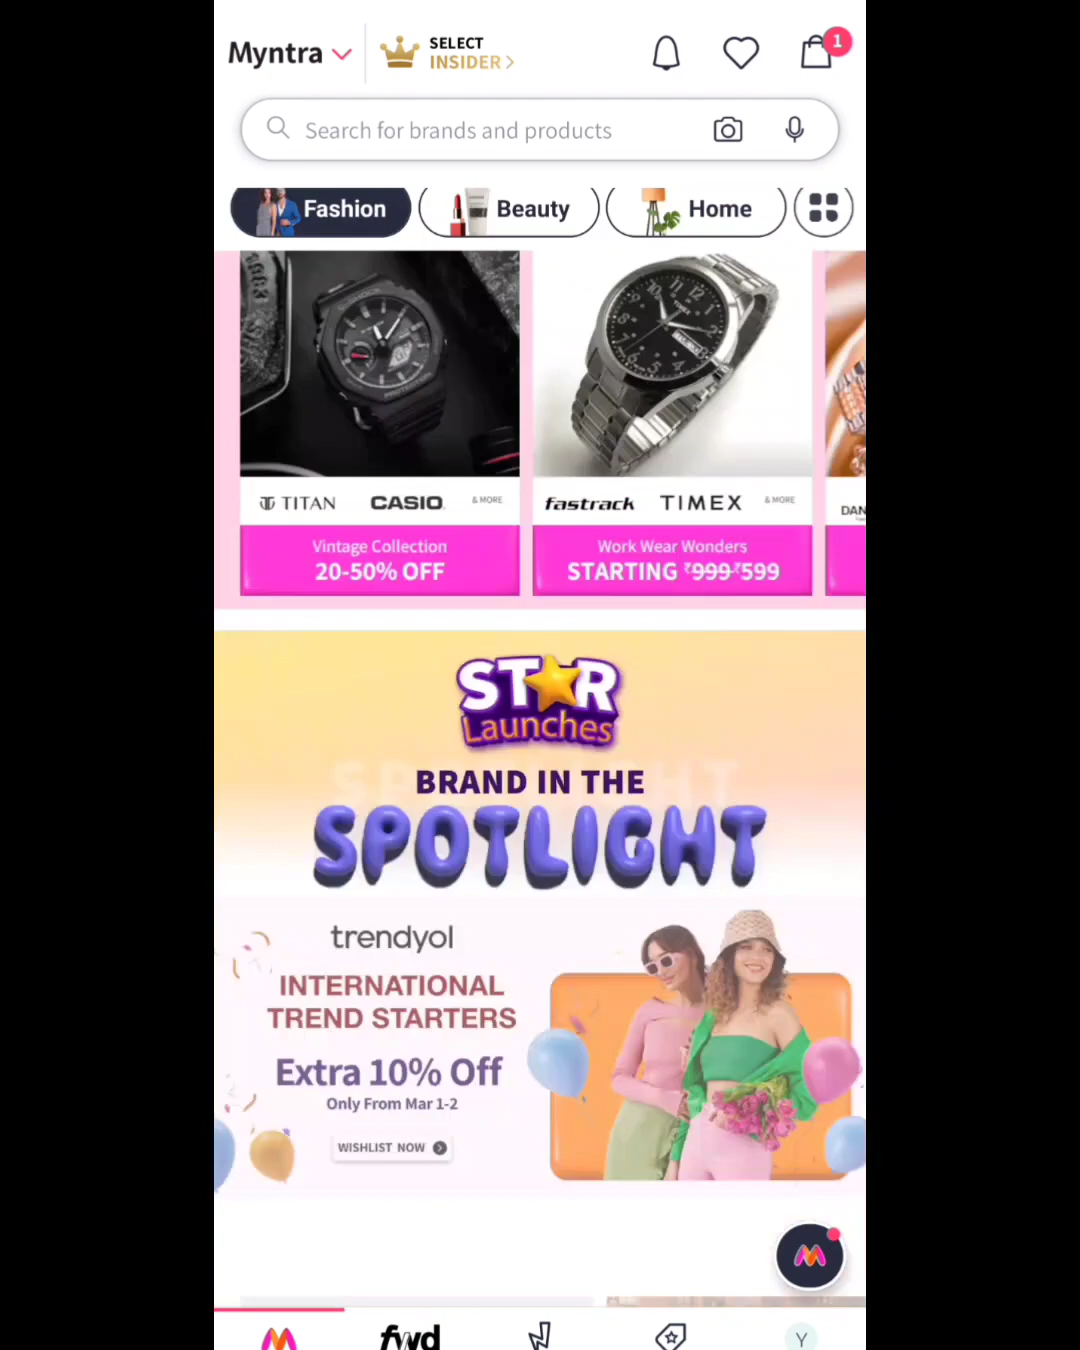 Myntra
SELECT
INSIDER
1
Search for brands and products
Fashion
Beauty
Home
TITAN CASIO & MORE
fastrack TIMEX & MORE
DAN
Vintage Collection
20-50% OFF
Work Wear Wonders
STARTING ₹999 ₹599
STAR
Launches
BRAND IN THE
SPOTLIGHT
trendyol
INTERNATIONAL
TREND STARTERS
Extra 10% Off
Only From Mar 1-2
WISHLIST NOW
fwd
Y